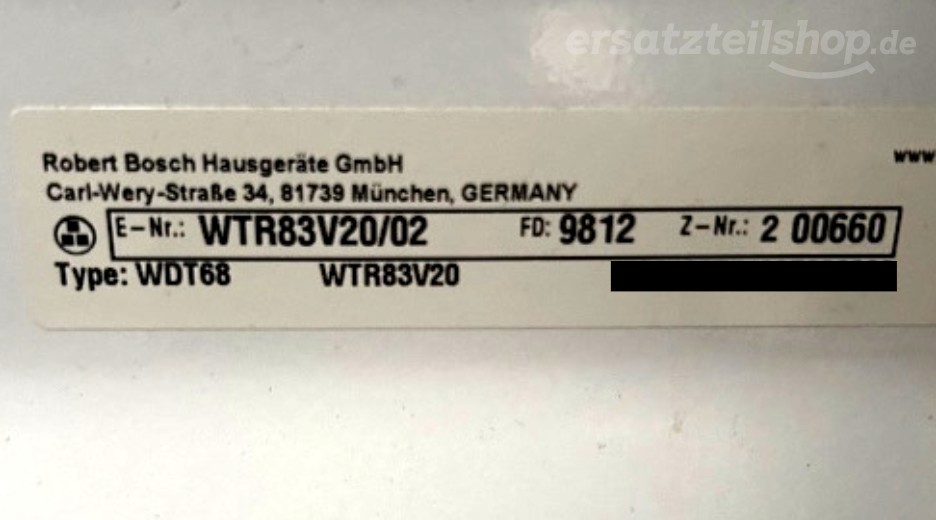 ersatzteilshop.de
Robert Bosch Hausgeräte GmbH
www
Carl-Wery-Straße 34, 81739 München, GERMANY
E-Nr.: WTR83V20/02 FD: 9812 Z-Nr.: 2 00660
Type: WDT68 WTR83V20